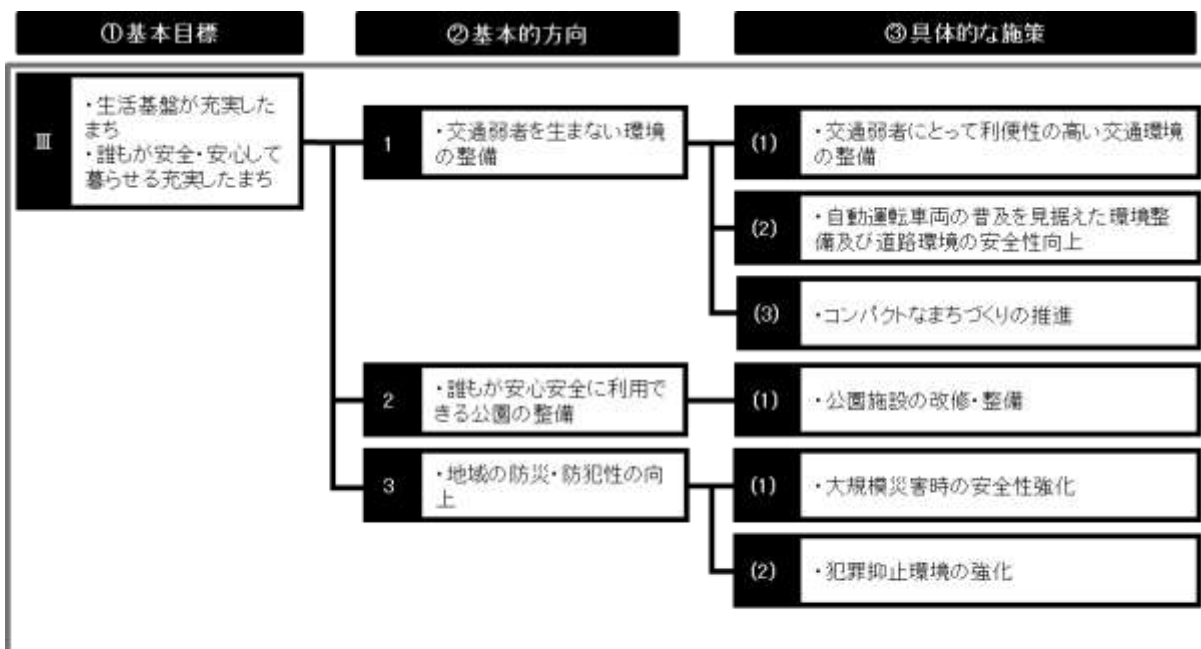 ①基本目標
②基本的方向
③具体的な施策
Ⅲ
・生活基盤が充実した
まち
・誰もが安全・安心して
暮らせる充実したまち
1
・交通弱者を生まない環境
の整備
(1)
・交通弱者にとって利便性の高い交通環境
の整備
(2)
・自動運転車両の普及を見据えた環境整
備及び道路環境の安全性向上
(3)
・コンパクトなまちづくりの推進
2
・誰もが安心安全に利用で
きる公園の整備
(1)
・公園施設の改修・整備
3
・地域の防災・防犯性の向
上
(1)
・大規模災害時の安全性強化
(2)
・犯罪抑止環境の強化